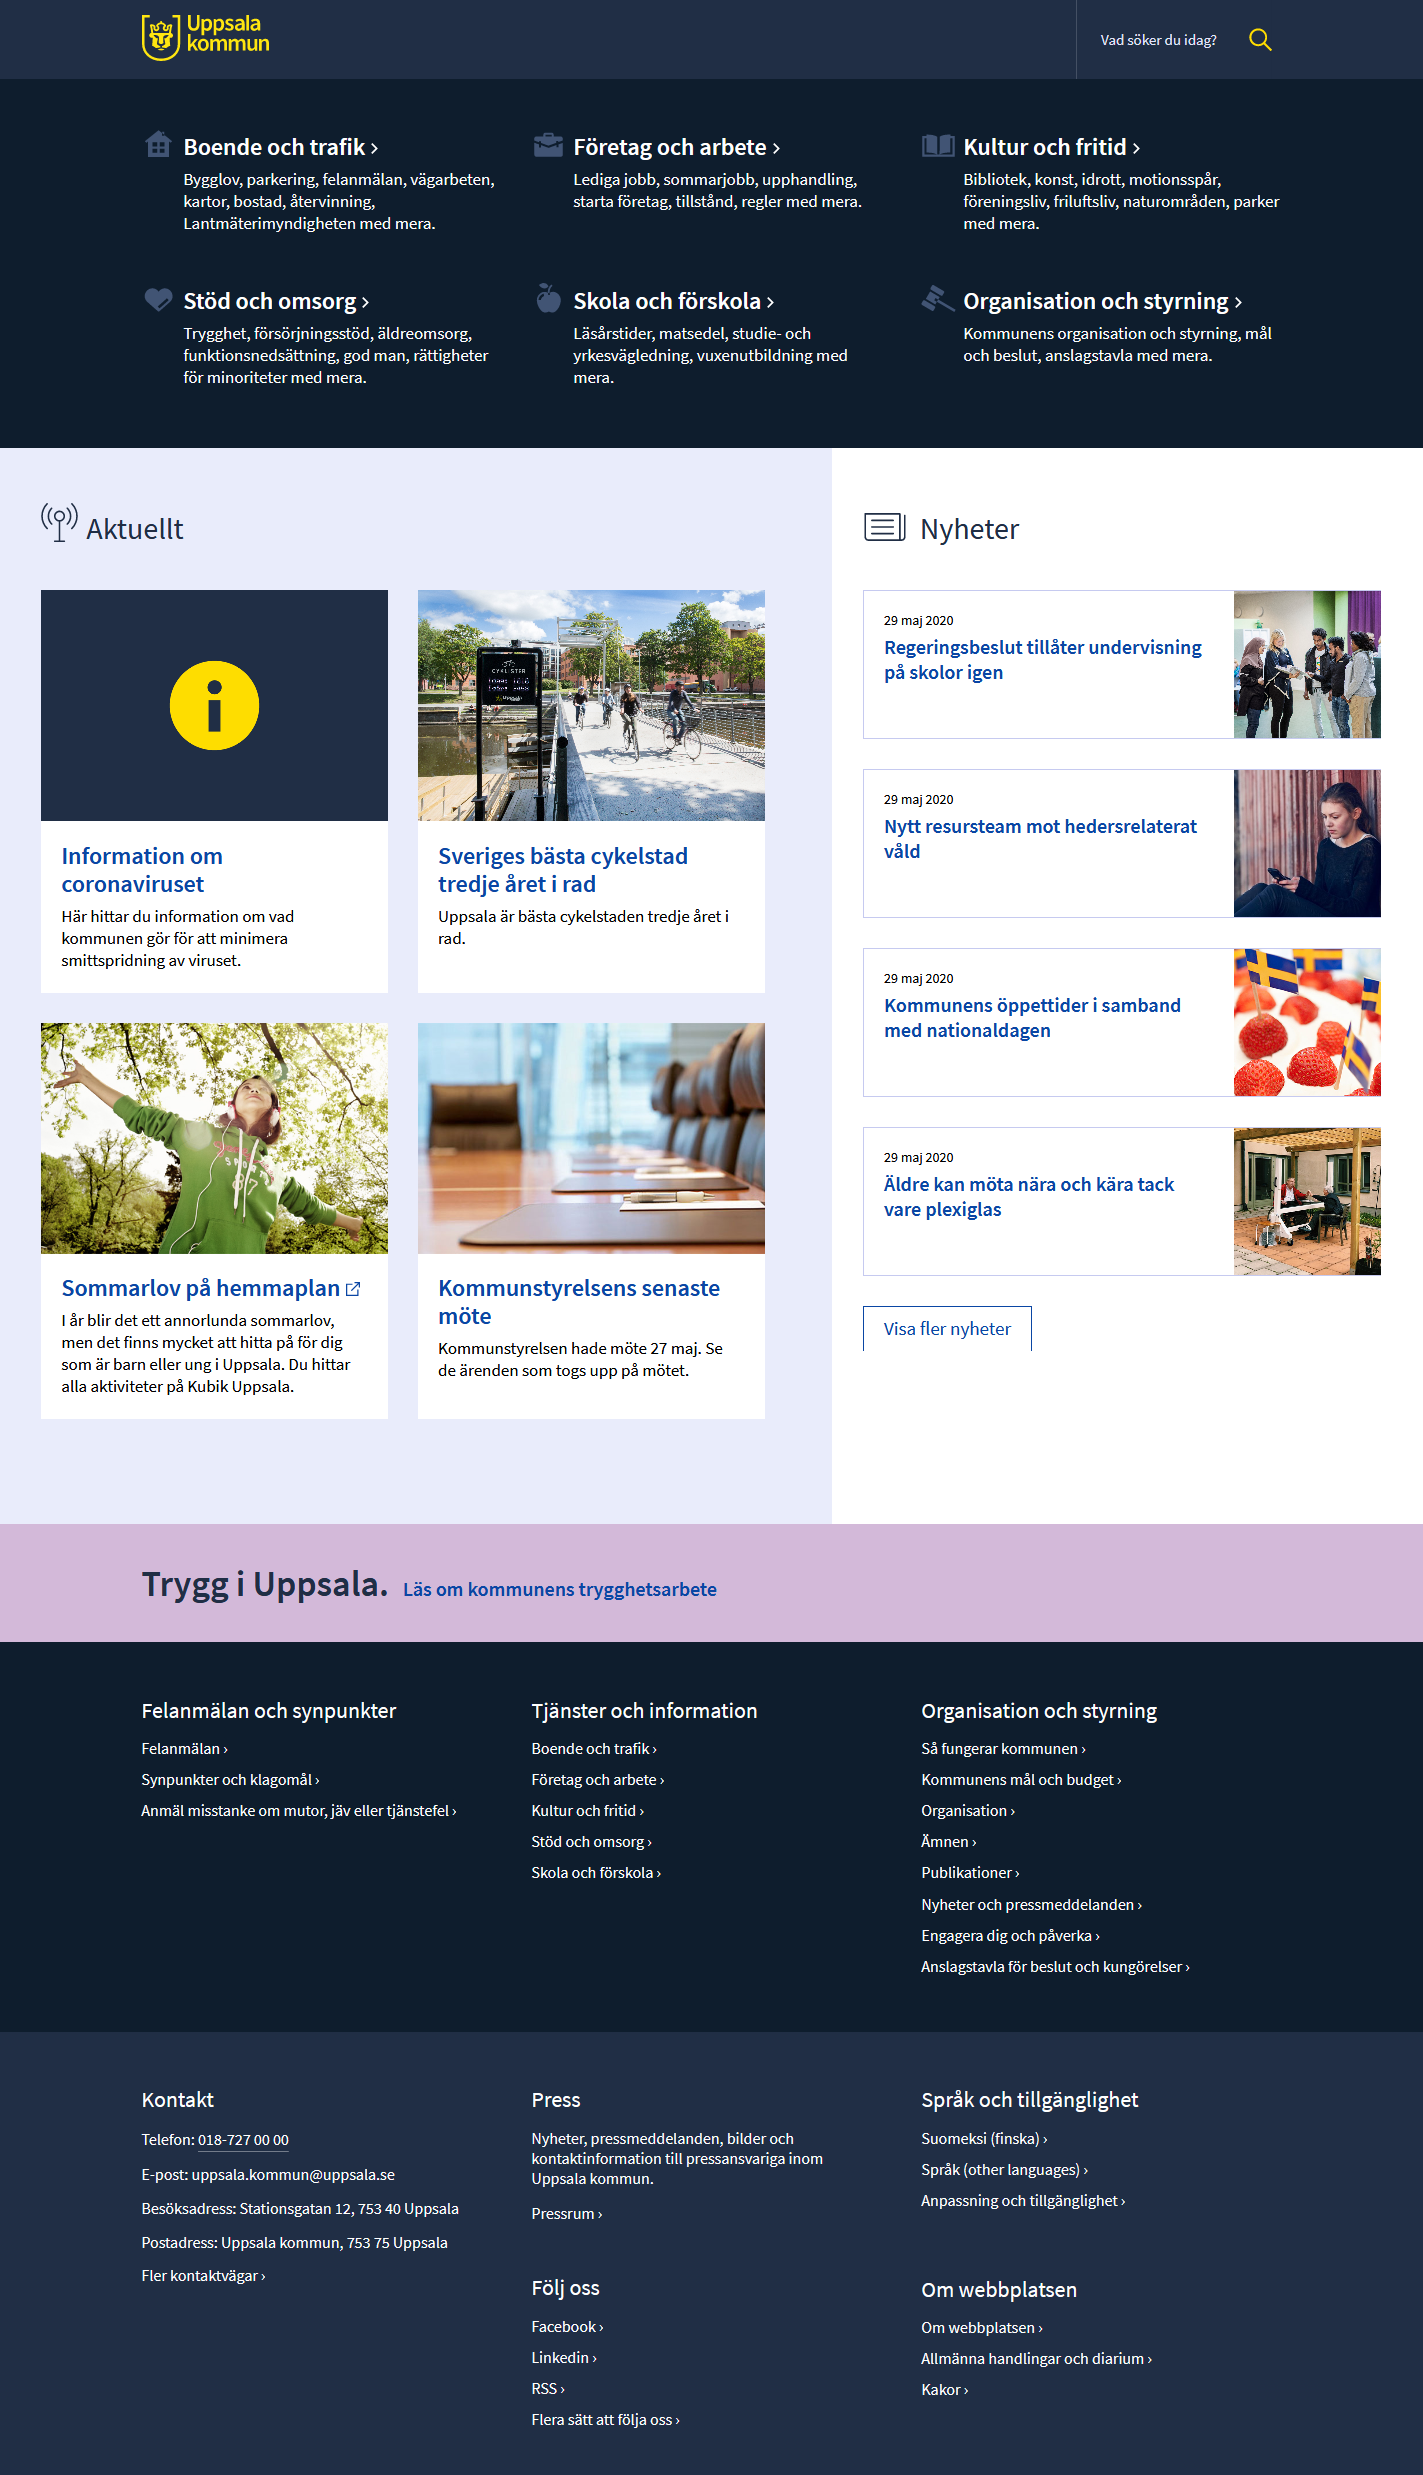 Uppsala
kommun
Vad söker du idag?
Boende och trafik ›
Bygglov, parkering, felanmälan, vägarbeten,
kartor, bostad, återvinning,
Lantmäterimyndigheten med mera.
Företag och arbete ›
Lediga jobb, sommarjobb, upphandling,
starta företag, tillstånd, regler med mera.
Kultur och fritid ›
Bibliotek, konst, idrott, motionsspår,
föreningsliv, friluftsliv, naturområden, parker
med mera.
Stöd och omsorg ›
Trygghet, försörjningsstöd, äldreomsorg,
funktionsnedsättning, god man, rättigheter
för minoriteter med mera.
Skola och förskola ›
Läsårstider, matsedel, studie- och
yrkesvägledning, vuxenutbildning med
mera.
Organisation och styrning ›
Kommunens organisation och styrning, mål
och beslut, anslagstavla med mera.
Aktuellt
CYKLISTER
Information om
coronaviruset
Här hittar du information om vad
kommunen gör för att minimera
smittspridning av viruset.
Sveriges bästa cykelstad
tredje året i rad
Uppsala är bästa cykelstaden tredje året i
rad.
Sommarlov på hemmaplan
I år blir det ett annorlunda sommarlov,
men det finns mycket att hitta på för dig
som är barn eller ung i Uppsala. Du hittar
alla aktiviteter på Kubik Uppsala.
Kommunstyrelsens senaste
möte
Kommunstyrelsen hade möte 27 maj. Se
de ärenden som togs upp på mötet.
Nyheter
29 maj 2020
Regeringsbeslut tillåter undervisning
på skolor igen
29 maj 2020
Nytt resursteam mot hedersrelaterat
våld
29 maj 2020
Kommunens öppettider i samband
med nationaldagen
29 maj 2020
Äldre kan möta nära och kära tack
vare plexiglas
Visa fler nyheter
Trygg i Uppsala. Läs om kommunens trygghetsarbete
Felanmälan och synpunkter
Felanmälan ›
Synpunkter och klagomål ›
Anmäl misstanke om mutor, jäv eller tjänstefel ›
Tjänster och information
Boende och trafik ›
Företag och arbete ›
Kultur och fritid ›
Stöd och omsorg ›
Skola och förskola ›
Organisation och styrning
Så fungerar kommunen ›
Kommunens mål och budget ›
Organisation ›
Ämnen ›
Publikationer ›
Nyheter och pressmeddelanden ›
Engagera dig och påverka ›
Anslagstavla för beslut och kungörelser ›
Kontakt
Telefon: 018-727 00 00
E-post: uppsala.kommun@uppsala.se
Besöksadress: Stationsgatan 12, 753 40 Uppsala
Postadress: Uppsala kommun, 753 75 Uppsala
Fler kontaktvägar ›
Press
Nyheter, pressmeddelanden, bilder och
kontaktinformation till pressansvariga inom
Uppsala kommun.
Pressrum ›
Följ oss
Facebook ›
Linkedin ›
RSS ›
Flera sätt att följa oss ›
Språk och tillgänglighet
Suomeksi (finska) ›
Språk (other languages) ›
Anpassning och tillgänglighet ›
Om webbplatsen
Om webbplatsen ›
Allmänna handlingar och diarium ›
Kakor ›